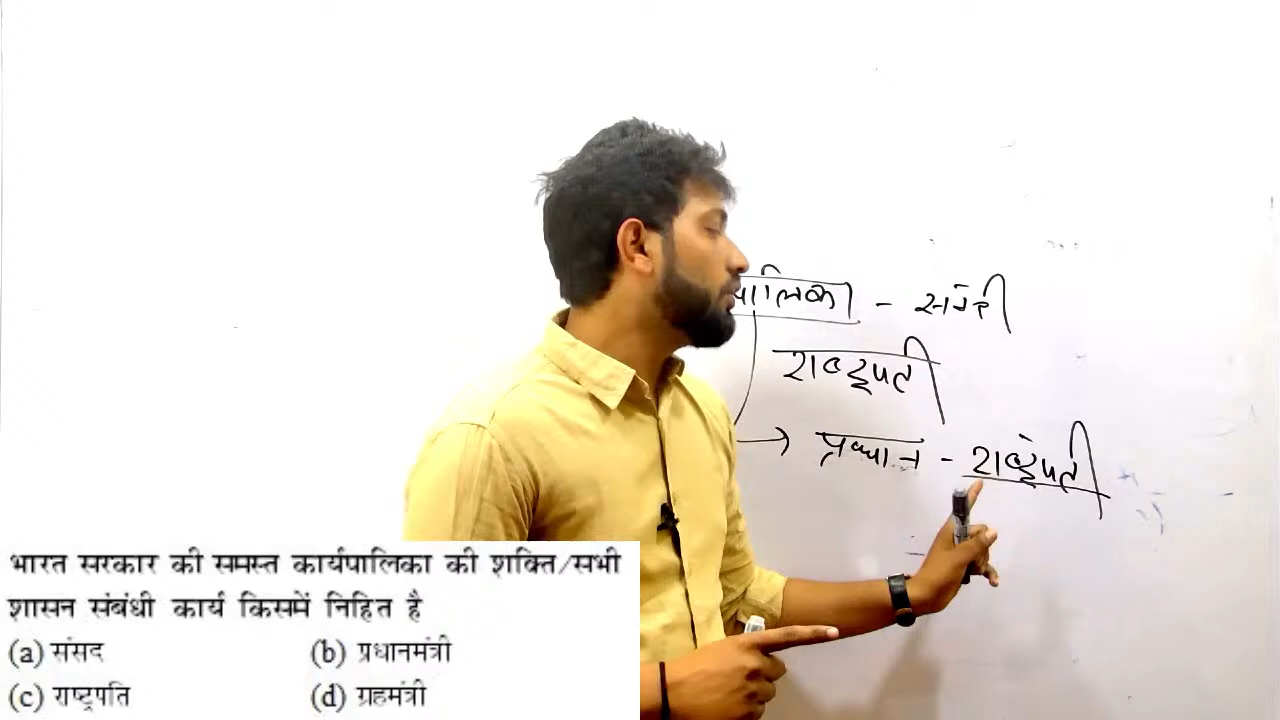 पालिका - संघी
राष्ट्रपती
→ प्रधान - राष्ट्रपती
भारत सरकार की समस्त कार्यपालिका की शक्ति/सभी
शासन संबंधी कार्य किसमें निहित है
(a) संसद (b) प्रधानमंत्री
(c) राष्ट्रपति (d) ग्रहमंत्री